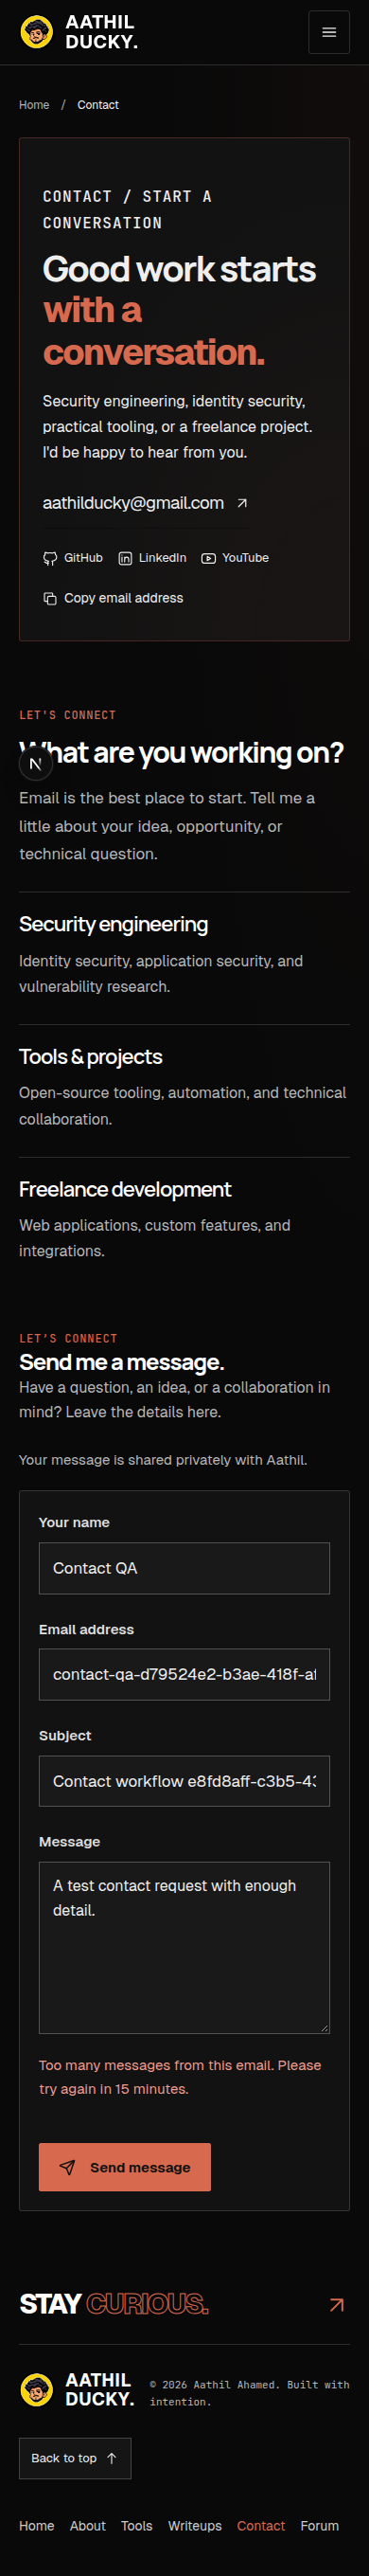 AATHIL
DUCKY.
Home / Contact
CONTACT / START A
CONVERSATION
Good work starts
with a
conversation.
Security engineering, identity security,
practical tooling, or a freelance project.
I'd be happy to hear from you.
aathilducky@gmail.com
GitHub LinkedIn YouTube
Copy email address
LET'S CONNECT
What are you working on?
Email is the best place to start. Tell me a
little about your idea, opportunity, or
technical question.
Security engineering
Identity security, application security, and
vulnerability research.
Tools & projects
Open-source tooling, automation, and technical
collaboration.
Freelance development
Web applications, custom features, and
integrations.
LET'S CONNECT
Send me a message.
Have a question, an idea, or a collaboration in
mind? Leave the details here.
Your message is shared privately with Aathil.
Your name
Contact QA
Email address
contact-qa-d79524e2-b3ae-418f-a
Subject
Contact workflow e8fd8aff-c3b5-43
Message
A test contact request with enough
detail.
Too many messages from this email. Please
try again in 15 minutes.
Send message
STAY CURIOUS.
AATHIL
DUCKY.
© 2026 Aathil Ahamed. Built with
intention.
Back to top
Home About Tools Writeups Contact Forum